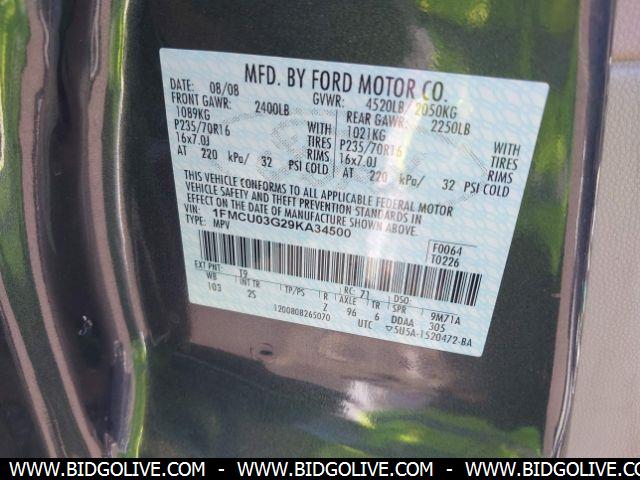 MFD. BY FORD MOTOR CO.
DATE: 08/08 GVWR: 4520LB/ 2050KG
FRONT GAWR: 2400LB REAR GAWR: 2250LB
1089KG WITH 1021KG WITH
P235/70R16 TIRES P235/70R16 TIRES
16x7.0J RIMS 16x7.0J RIMS
AT 220 kPa/ 32 PSI COLD AT 220 kPa/ 32 PSI COLD
THIS VEHICLE CONFORMS TO ALL APPLICABLE FEDERAL MOTOR
VEHICLE SAFETY AND THEFT PREVENTION STANDARDS IN
EFFECT ON THE DATE OF MANUFACTURE SHOWN ABOVE.
VIN: 1FMCU03G29KA34500
TYPE: MPV
F0064
T0226
EXT PNT: T9 RC: 71 DSO:
WB INT TR TP/PS R AXLE TR SPR 9M71A
103 2S Z 96 6 DDAA 305
1200808265070 UTC 5U5A-1520472-BA
WWW.BIDGOLIVE.COM - WWW.BIDGOLIVE.COM - WWW.BIDGOLIVE.COM